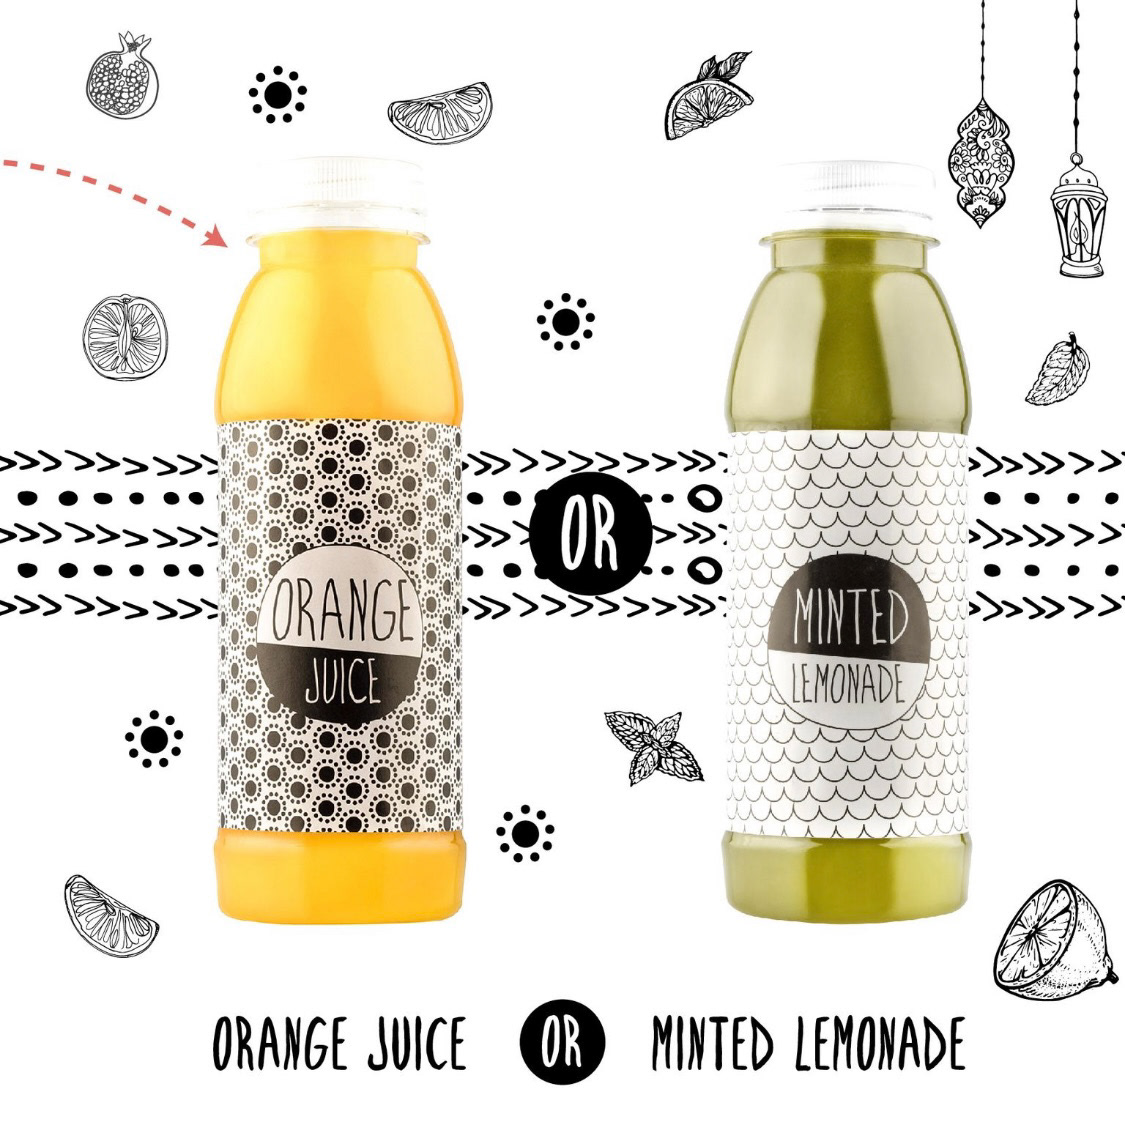 ORANGE
JUICE
OR
MINTED
LEMONADE
ORANGE JUICE OR MINTED LEMONADE